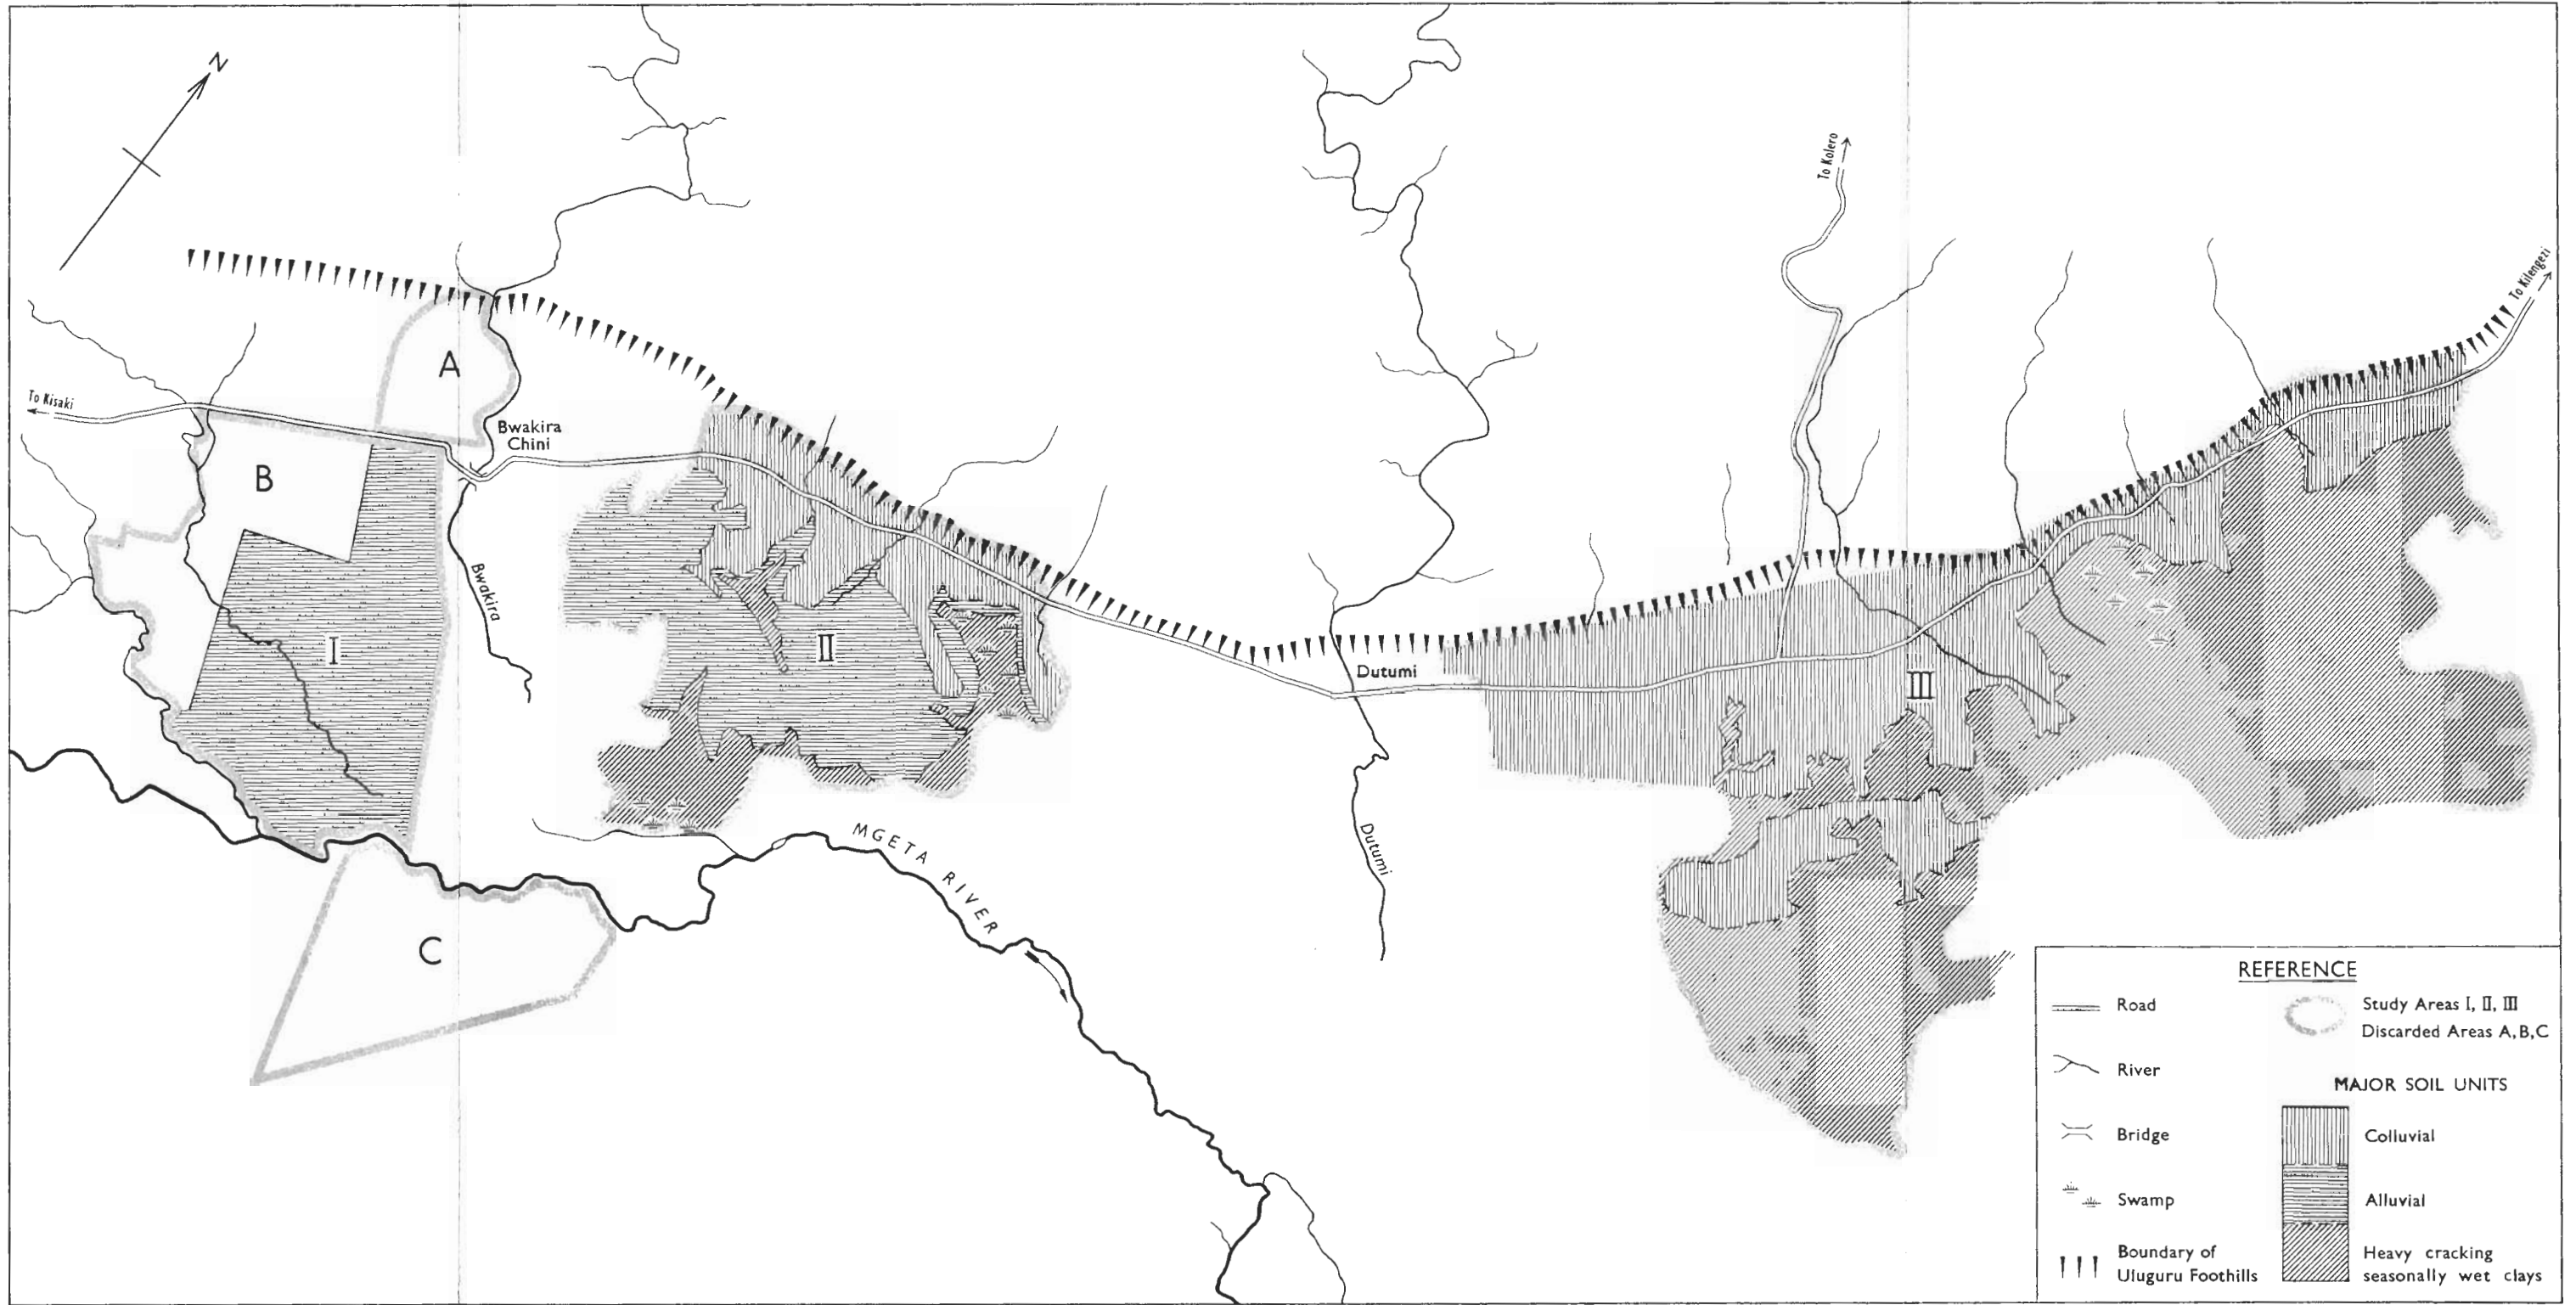 N
To Kolero
To Kilengezi
A
To Kisaki
Bwakira
Chini
B
Bwakira
I
II
Dutumi
III
MGETA RIVER
Dutumi
C
REFERENCE
Road
River
Bridge
Swamp
Boundary of
Uluguru Foothills
Study Areas I, II, III
Discarded Areas A, B, C
MAJOR SOIL UNITS
Colluvial
Alluvial
Heavy cracking
seasonally wet clays